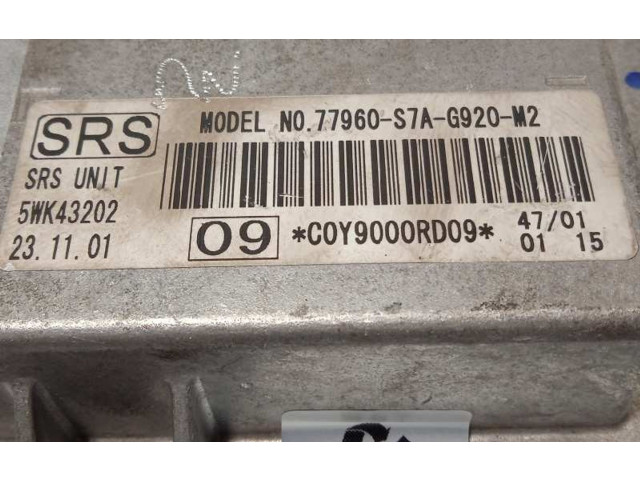 SRS
MODEL NO.77960-S7A-G920-M2
SRS UNIT
5WK43202
23.11.01
09
*C0Y9000RD09*
47/01
01 15